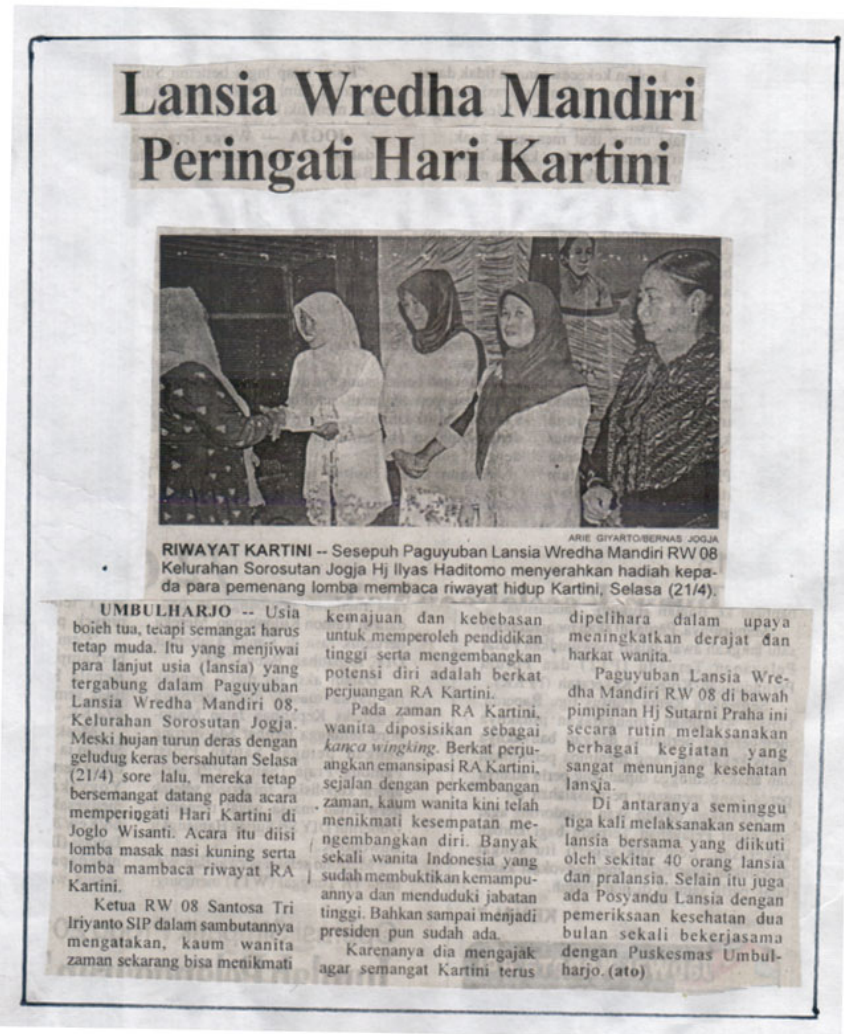 Lansia Wredha Mandiri
Peringati Hari Kartini
ARIE GIYARTO/BERNAS JOGJA
RIWAYAT KARTINI -- Sesepuh Paguyuban Lansia Wredha Mandiri RW 08
Kelurahan Sorosutan Jogja Hj Ilyas Haditomo menyerahkan hadiah kepa-
da para pemenang lomba membaca riwayat hidup Kartini, Selasa (21/4).
UMBULHARJO -- Usia
boleh tua, tetapi semangat harus
tetap muda. Itu yang menjiwai
para lanjut usia (lansia) yang
tergabung dalam Paguyuban
Lansia Wredha Mandiri 08,
Kelurahan Sorosutan Jogja.
Meski hujan turun deras dengan
geludug keras bersahutan Selasa
(21/4) sore lalu, mereka tetap
bersemangat datang pada acara
memperingati Hari Kartini di
Joglo Wisanti. Acara itu diisi
lomba masak nasi kuning serta
lomba mambaca riwayat RA
Kartini.
Ketua RW 08 Santosa Tri
Iriyanto SIP dalam sambutannya
mengatakan, kaum wanita
zaman sekarang bisa menikmati
kemajuan dan kebebasan
untuk memperoleh pendidikan
tinggi serta mengembangkan
potensi diri adalah berkat
perjuangan RA Kartini.
Pada zaman RA Kartini,
wanita diposisikan sebagai
kanca wingking. Berkat perju-
angkan emansipasi RA Kartini,
sejalan dengan perkembangan
zaman, kaum wanita kini telah
menikmati kesempatan me-
ngembangkan diri. Banyak
sekali wanita Indonesia yang
sudah membuktikan kemampu-
annya dan menduduki jabatan
tinggi. Bahkan sampai menjadi
presiden pun sudah ada.
Karenanya dia mengajak
agar semangat Kartini terus
dipelihara dalam upaya
meningkatkan derajat dan
harkat wanita.
Paguyuban Lansia Wre-
dha Mandiri RW 08 di bawah
pimpinan Hj Sutarni Praha ini
secara rutin melaksanakan
berbagai kegiatan yang
sangat menunjang kesehatan
lansia.
Di antaranya seminggu
tiga kali melaksanakan senam
lansia bersama yang diikuti
oleh sekitar 40 orang lansia
dan pralansia. Selain itu juga
ada Posyandu Lansia dengan
pemeriksaan kesehatan dua
bulan sekali bekerjasama
dengan Puskesmas Umbul-
harjo. (ato)